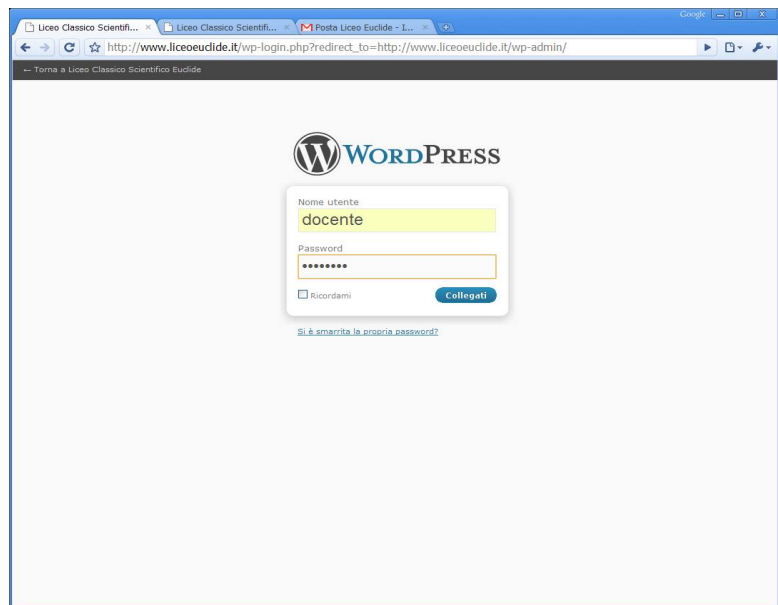 Google
Liceo Classico Scientifi...
Liceo Classico Scientifi...
Posta Liceo Euclide - I...
http://www.liceoeuclide.it/wp-login.php?redirect_to=http://www.liceoeuclide.it/wp-admin/
← Torna a Liceo Classico Scientifico Euclide
WORDPRESS
Nome utente
docente
Password
••••••••
Ricordami
Collegati
Si è smarrita la propria password?